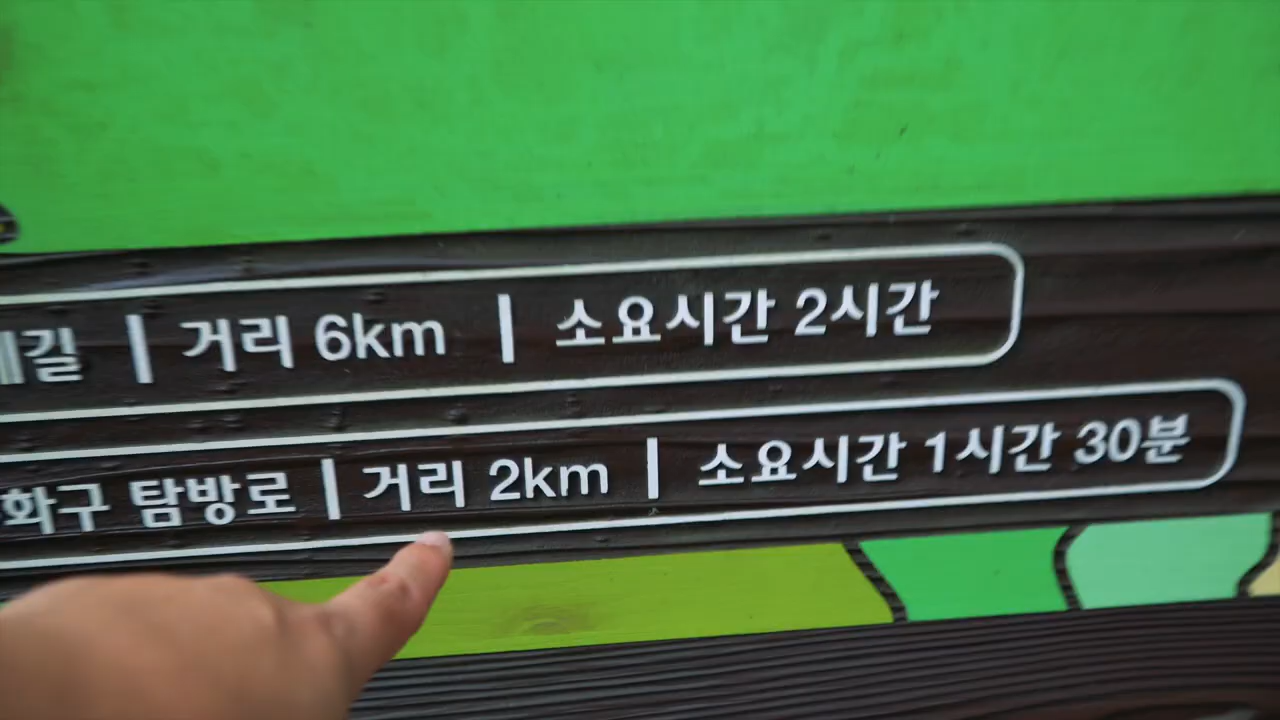 길 | 거리 6km | 소요시간 2시간
화구 탐방로 | 거리 2km | 소요시간 1시간 30분